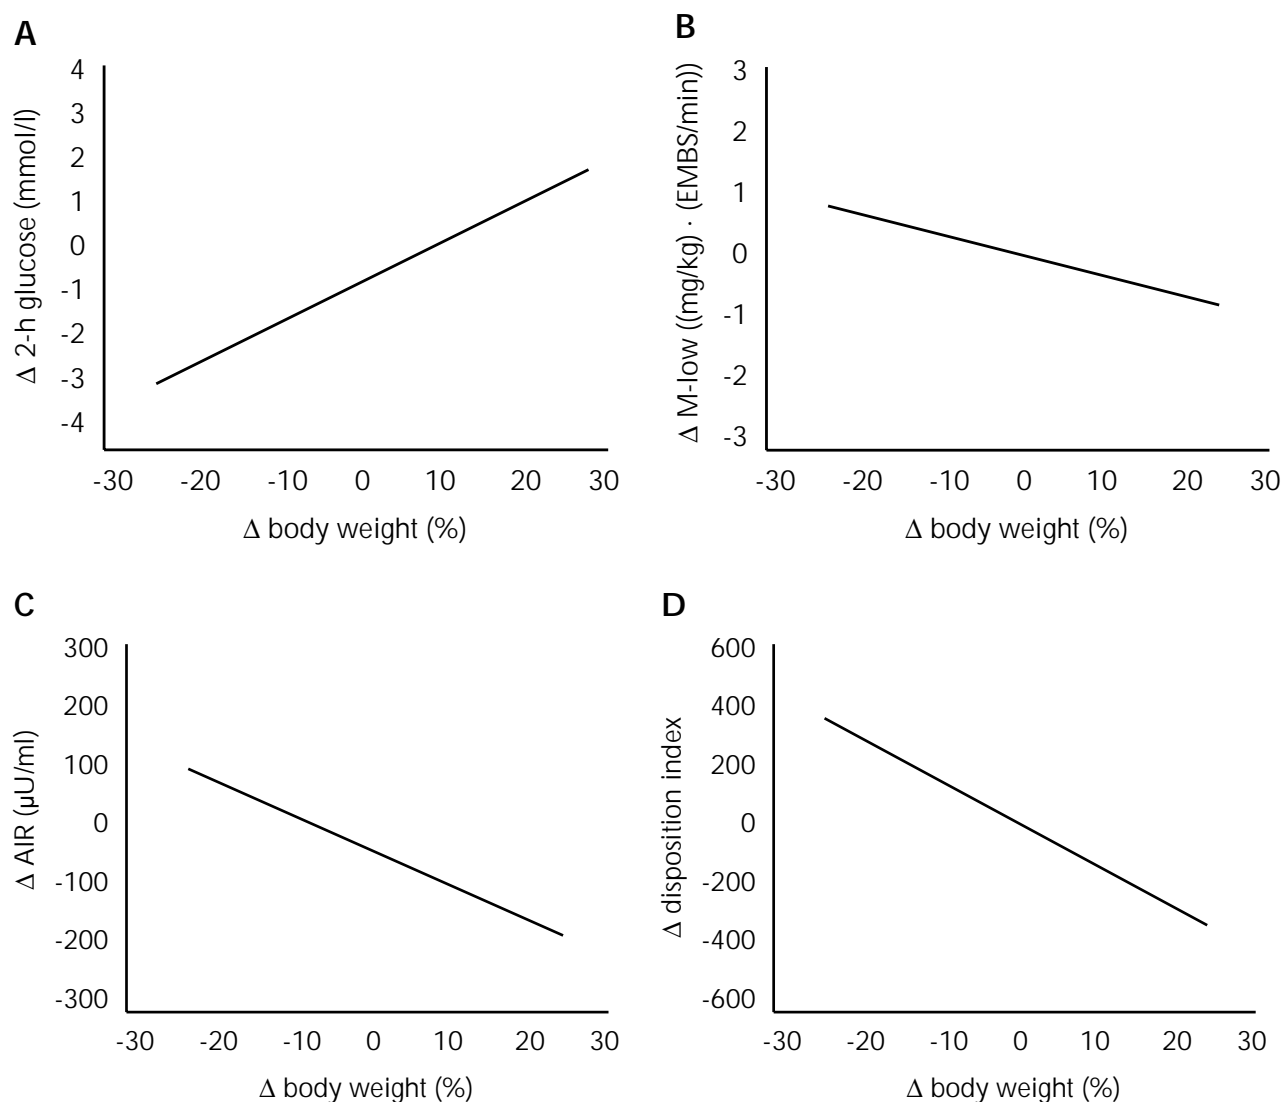 A
Δ 2-h glucose (mmol/l)
4
3
2
1
0
-1
-2
-3
-4
-30 -20 -10 0 10 20 30
Δ body weight (%)
B
Δ M-low ((mg/kg) · (EMBS/min))
3
2
1
0
-1
-2
-3
-30 -20 -10 0 10 20 30
Δ body weight (%)
C
Δ AIR (µU/ml)
300
200
100
0
-100
-200
-300
-30 -20 -10 0 10 20 30
Δ body weight (%)
D
Δ disposition index
600
400
200
0
-200
-400
-600
-30 -20 -10 0 10 20 30
Δ body weight (%)